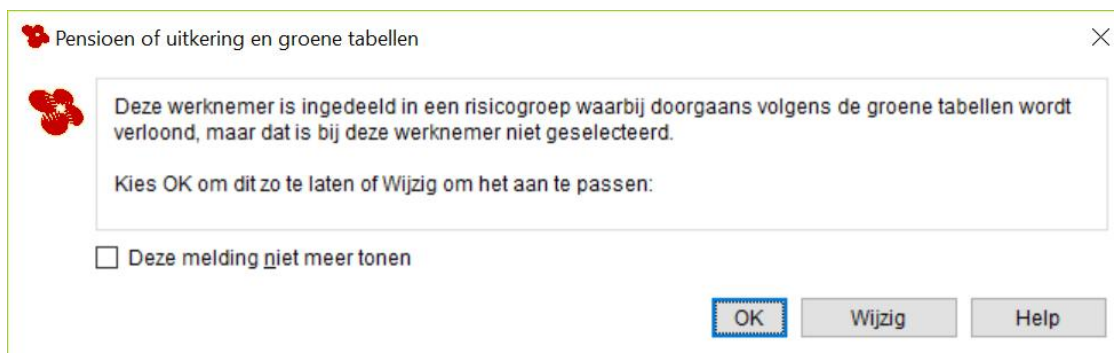 Pensioen of uitkering en groene tabellen
Deze werknemer is ingedeeld in een risicogroep waarbij doorgaans volgens de groene tabellen wordt
verloond, maar dat is bij deze werknemer niet geselecteerd.
Kies OK om dit zo te laten of Wijzig om het aan te passen:
Deze melding niet meer tonen
OK Wijzig Help